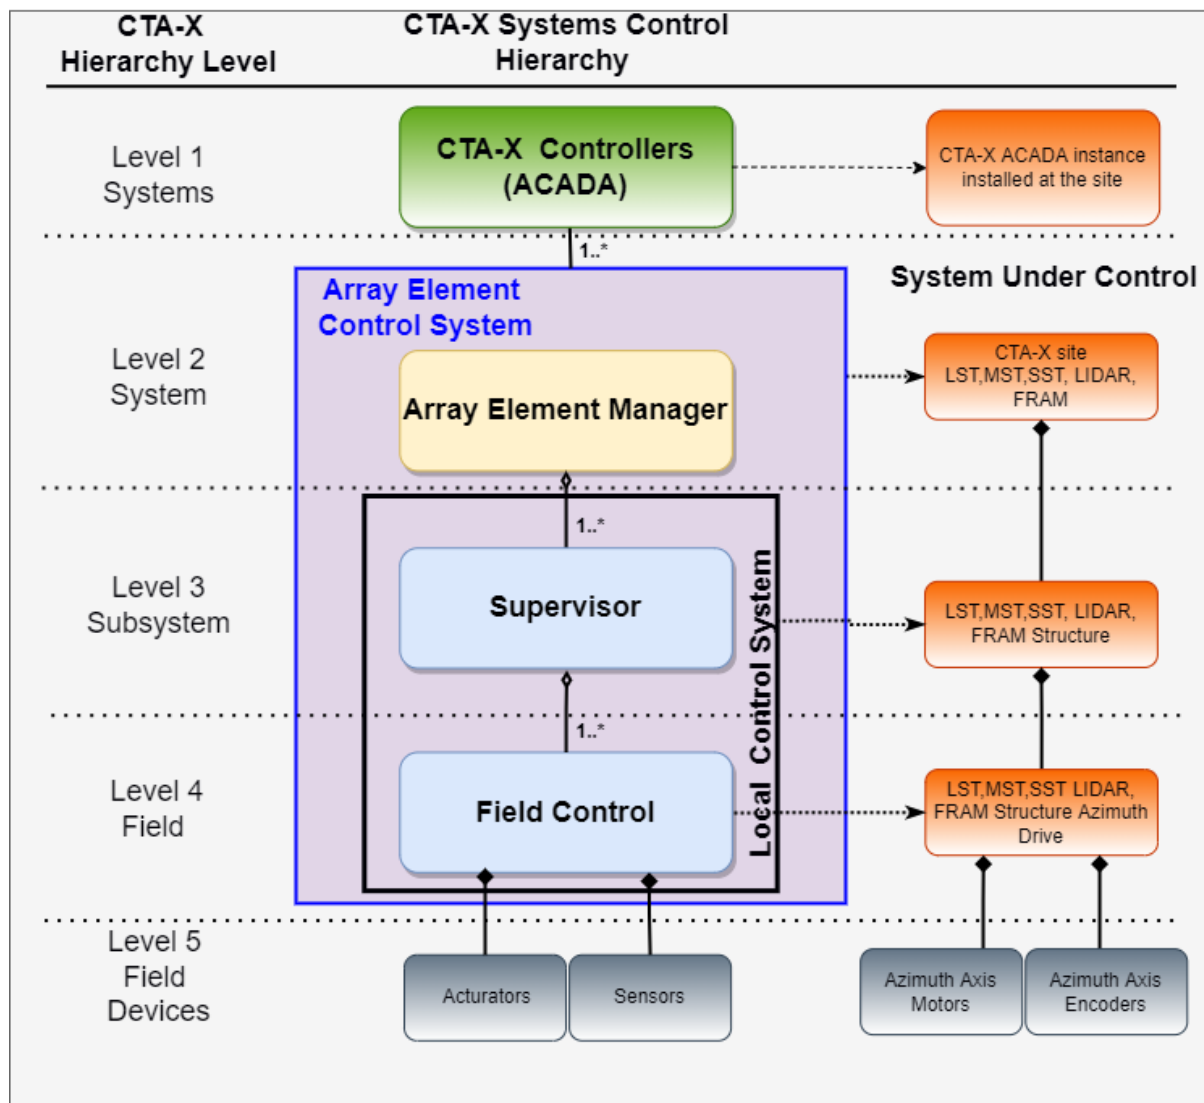 CTA-X
Hierarchy Level
CTA-X Systems Control
Hierarchy
Level 1
Systems
CTA-X Controllers
(ACADA)
CTA-X ACADA instance
installed at the site
1..*
Array Element
Control System
System Under Control
Level 2
System
Array Element Manager
CTA-X site
LST,MST,SST, LIDAR,
FRAM
1..*
Level 3
Subsystem
Supervisor
Local Control System
LST,MST,SST, LIDAR,
FRAM Structure
1..*
Level 4
Field
Field Control
LST,MST,SST LIDAR,
FRAM Structure Azimuth
Drive
Level 5
Field
Devices
Acturators
Sensors
Azimuth Axis
Motors
Azimuth Axis
Encoders